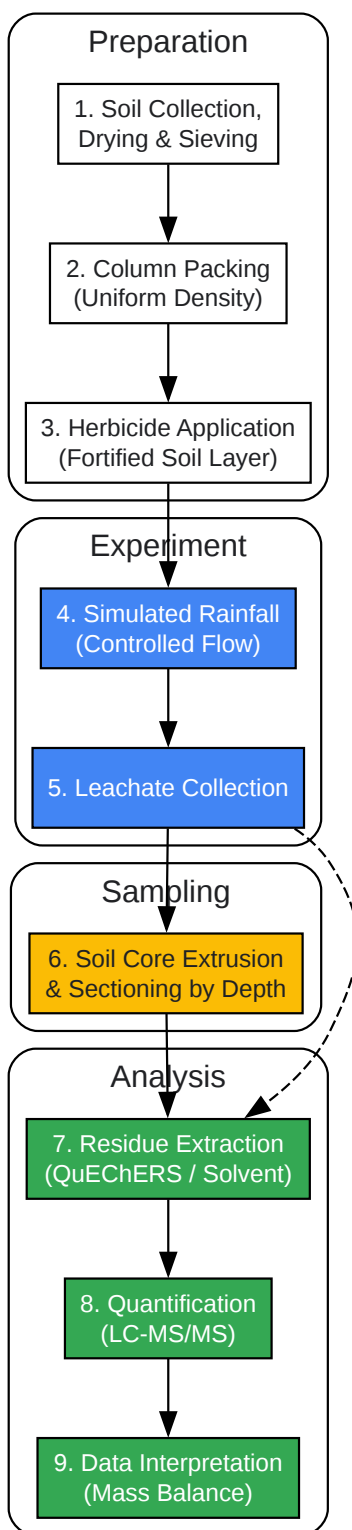 Preparation
1. Soil Collection,
Drying & Sieving
2. Column Packing
(Uniform Density)
3. Herbicide Application
(Fortified Soil Layer)
Experiment
4. Simulated Rainfall
(Controlled Flow)
5. Leachate Collection
Sampling
6. Soil Core Extrusion
& Sectioning by Depth
Analysis
7. Residue Extraction
(QuEChERS / Solvent)
8. Quantification
(LC-MS/MS)
9. Data Interpretation
(Mass Balance)